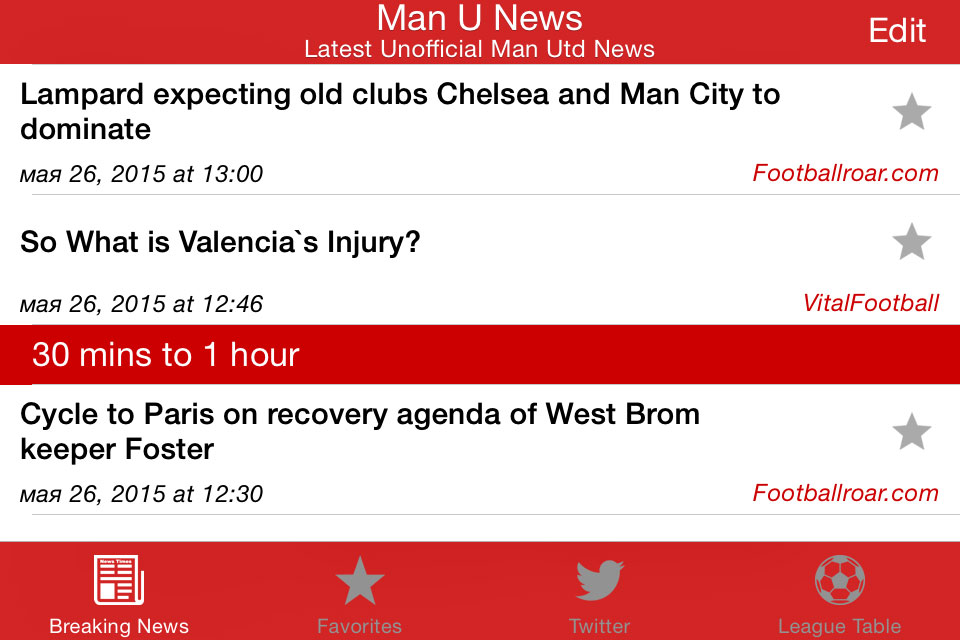 Man U News
Latest Unofficial Man Utd News
Edit
Lampard expecting old clubs Chelsea and Man City to
dominate
мая 26, 2015 at 13:00
Footballroar.com
So What is Valencia`s Injury?
мая 26, 2015 at 12:46
VitalFootball
30 mins to 1 hour
Cycle to Paris on recovery agenda of West Brom
keeper Foster
мая 26, 2015 at 12:30
Footballroar.com
News Times
Breaking News
Favorites
Twitter
League Table